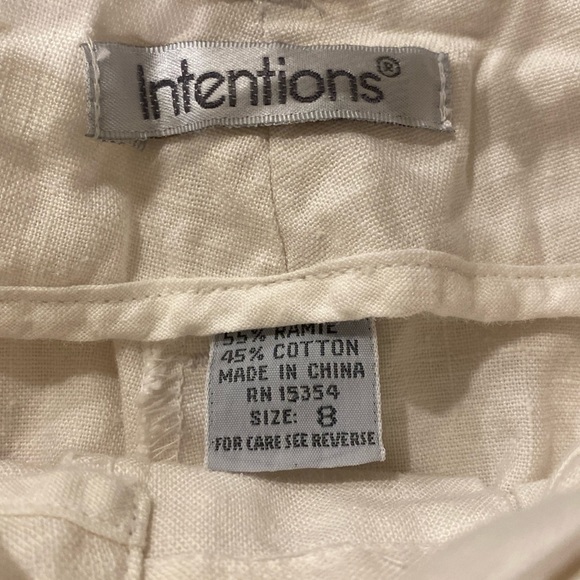 Intentions®
55% RAMIE
45% COTTON
MADE IN CHINA
RN 15354
SIZE: 8
FOR CARE SEE REVERSE